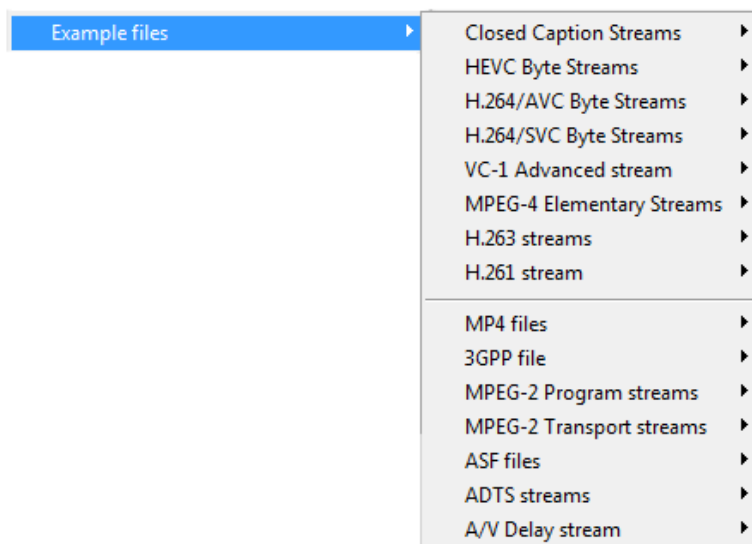 Example files
Closed Caption Streams
HEVC Byte Streams
H.264/AVC Byte Streams
H.264/SVC Byte Streams
VC-1 Advanced stream
MPEG-4 Elementary Streams
H.263 streams
H.261 stream
MP4 files
3GPP file
MPEG-2 Program streams
MPEG-2 Transport streams
ASF files
ADTS streams
A/V Delay stream